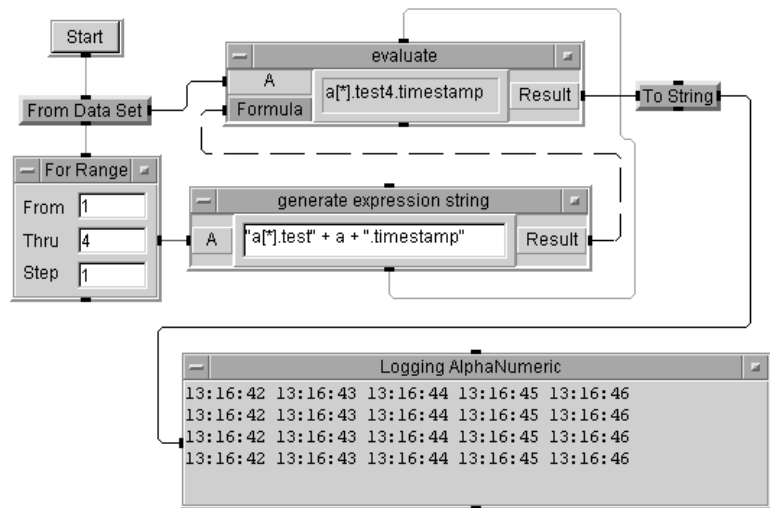 Start
evaluate
A
a[*].test4.timestamp
Result
Formula
To String
From Data Set
For Range
From 1
Thru 4
Step 1
generate expression string
A
"a[*].test" + a + ".timestamp"
Result
Logging AlphaNumeric
13:16:42 13:16:43 13:16:44 13:16:45 13:16:46
13:16:42 13:16:43 13:16:44 13:16:45 13:16:46
13:16:42 13:16:43 13:16:44 13:16:45 13:16:46
13:16:42 13:16:43 13:16:44 13:16:45 13:16:46